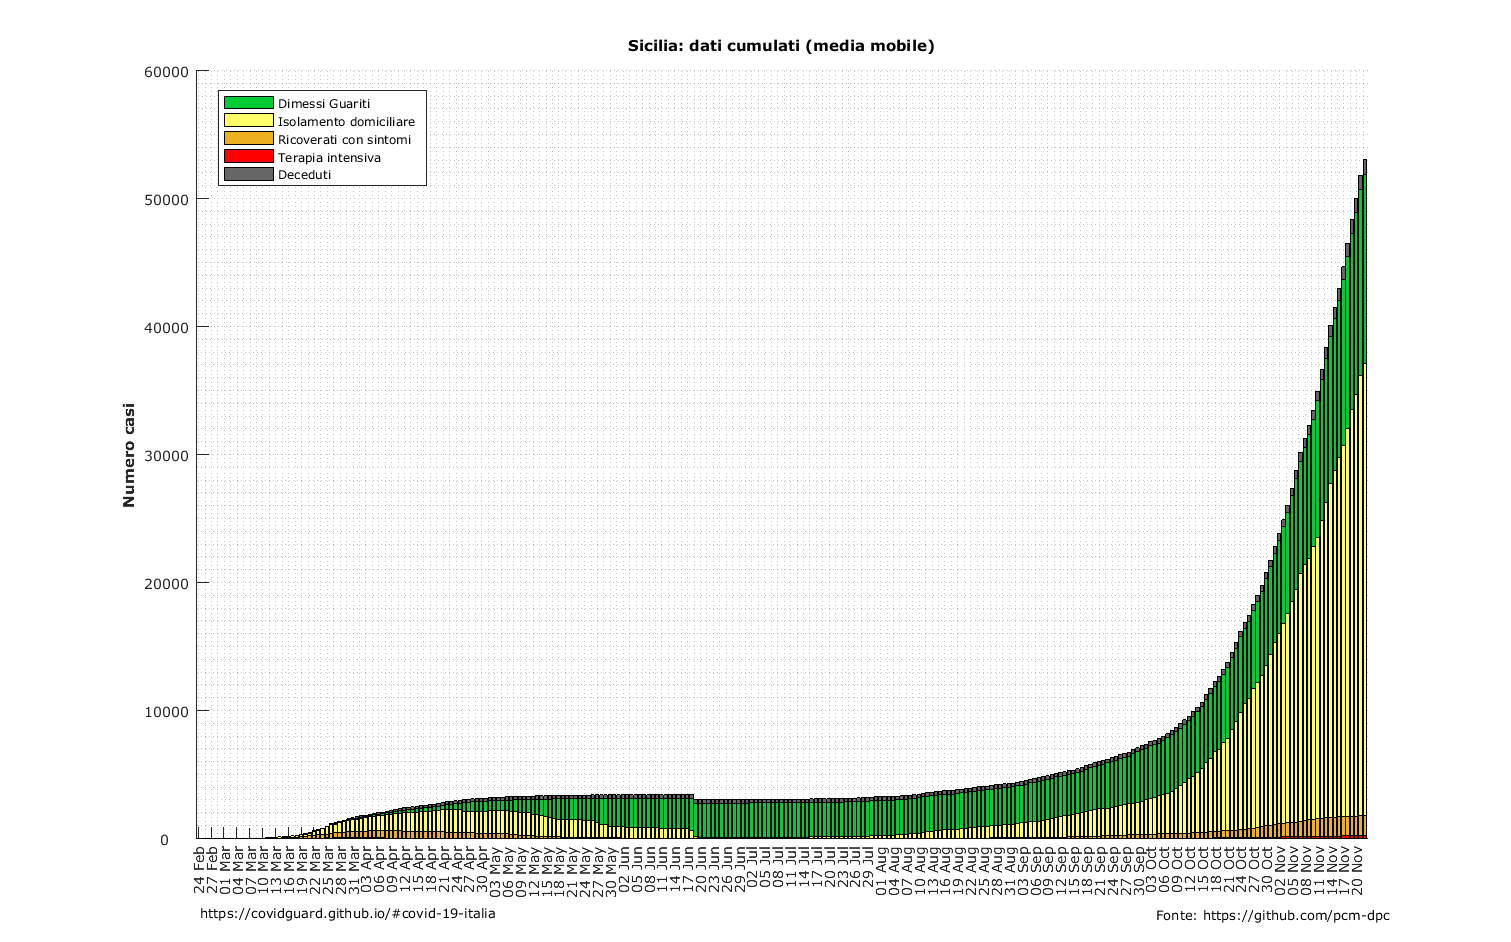 Sicilia: dati cumulati (media mobile)
60000
50000
40000
30000
20000
10000
0
Numero casi
Dimessi Guariti
Isolamento domiciliare
Ricoverati con sintomi
Terapia intensiva
Deceduti
24 Feb
27 Feb
01 Mar
04 Mar
07 Mar
10 Mar
13 Mar
16 Mar
19 Mar
22 Mar
25 Mar
28 Mar
31 Mar
03 Apr
06 Apr
09 Apr
12 Apr
15 Apr
18 Apr
21 Apr
24 Apr
27 Apr
30 Apr
03 May
06 May
09 May
12 May
15 May
18 May
21 May
24 May
27 May
30 May
02 Jun
05 Jun
08 Jun
11 Jun
14 Jun
17 Jun
20 Jun
23 Jun
26 Jun
29 Jun
02 Jul
05 Jul
08 Jul
11 Jul
14 Jul
17 Jul
20 Jul
23 Jul
26 Jul
29 Jul
01 Aug
04 Aug
07 Aug
10 Aug
13 Aug
16 Aug
19 Aug
22 Aug
25 Aug
28 Aug
31 Aug
03 Sep
06 Sep
09 Sep
12 Sep
15 Sep
18 Sep
21 Sep
24 Sep
27 Sep
30 Sep
03 Oct
06 Oct
09 Oct
12 Oct
15 Oct
18 Oct
21 Oct
24 Oct
27 Oct
30 Oct
02 Nov
05 Nov
08 Nov
11 Nov
14 Nov
17 Nov
20 Nov
https://covidguard.github.io/#covid-19-italia
Fonte: https://github.com/pcm-dpc